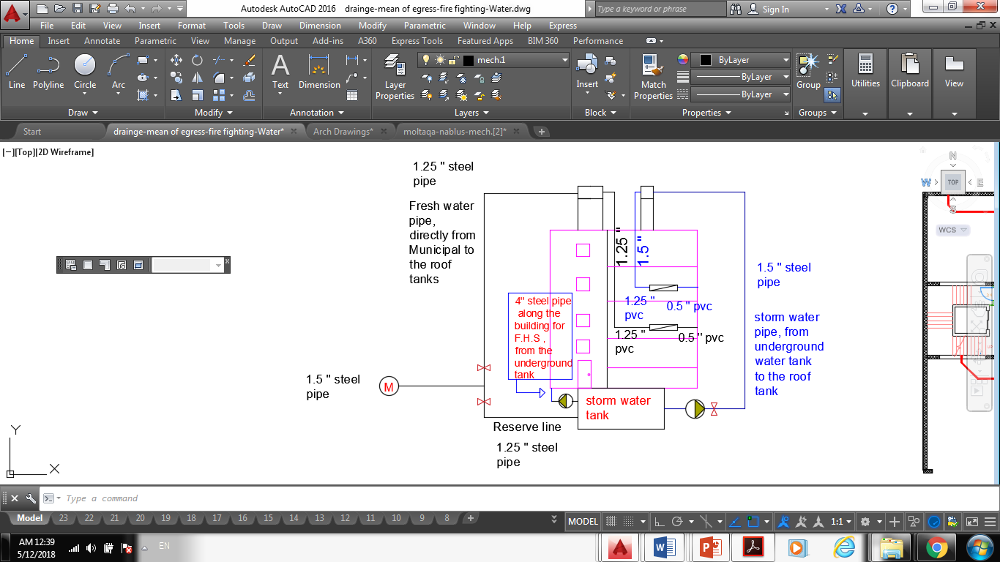 Autodesk AutoCAD 2016 drainge-mean of egress-fire fighting-Water.dwg
Type a keyword or phrase
Sign In
File Edit View Insert Format Tools Draw Dimension Modify Parametric Window Help Express
Home Insert Annotate Parametric View Manage Output Add-ins A360 Express Tools Featured Apps BIM 360 Performance
mech.1
ByLayer
ByLayer
ByLayer
Line Polyline Circle Arc
Text Dimension
Layer
Properties
Insert
Match
Properties
Group
Utilities Clipboard View
Draw Modify Annotation Layers Block Properties Groups
Start drainge-mean of egress-fire fighting-Water* Arch Drawings* moltaqa-nablus-mech.[2]*
[−][Top][2D Wireframe]
1.25 " steel
pipe
Fresh water
pipe,
directly from
Municipal to
the roof
tanks
1.25 "
1.5 "
4" steel pipe
along the
building for
F.H.S ,
from the
underground
tank
1.25 "
pvc
0.5 " pvc
1.25 "
pvc
0.5 " pvc
1.5 " steel
pipe
storm water
pipe, from
underground
water tank
to the roof
tank
1.5 " steel
pipe
M
storm water
tank
Reserve line
1.25 " steel
pipe
N
W TOP E
S
WCS
Y
X
Type a command
Model 23 22 21 20 19 18 17 16 15 14 13 12 11 10 9 8
MODEL 1:1
AM 12:39
5/12/2018
EN